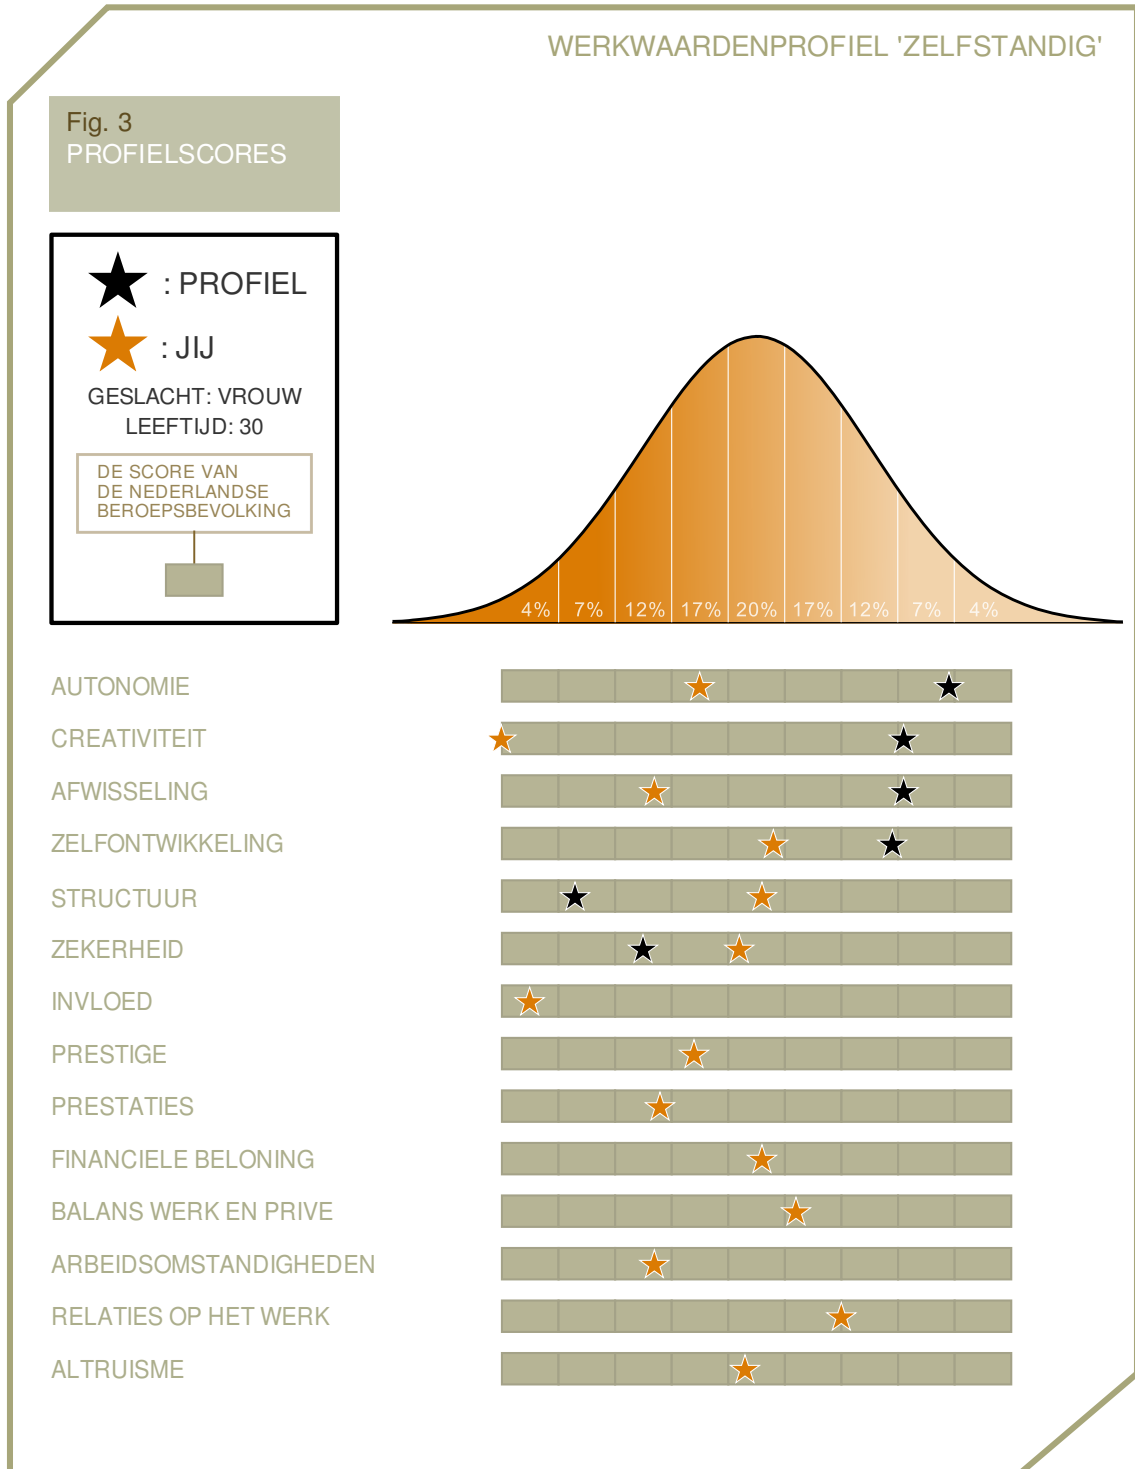 WERKWAARDENPROFIEL 'ZELFSTANDIG'
Fig. 3
PROFIELSCORES
: PROFIEL
: JIJ
GESLACHT: VROUW
LEEFTIJD: 30
DE SCORE VAN
DE NEDERLANDSE
BEROEPSBEVOLKING
4% 7% 12% 17% 20% 17% 12% 7% 4%
AUTONOMIE
CREATIVITEIT
AFWISSELING
ZELFONTWIKKELING
STRUCTUUR
ZEKERHEID
INVLOED
PRESTIGE
PRESTATIES
FINANCIELE BELONING
BALANS WERK EN PRIVE
ARBEIDSOMSTANDIGHEDEN
RELATIES OP HET WERK
ALTRUISME